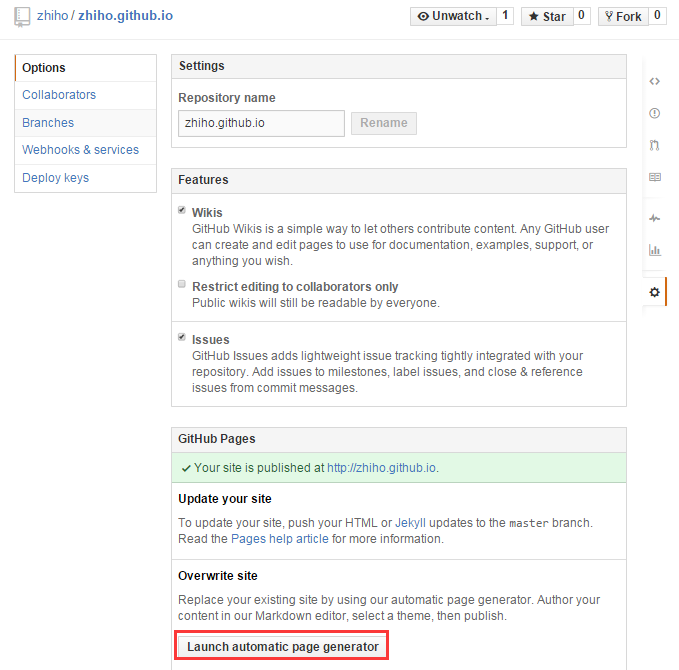 zhiho / zhiho.github.io
Unwatch 1 Star 0 Fork 0
Options
Collaborators
Branches
Webhooks & services
Deploy keys
Settings
Repository name
zhiho.github.io Rename
Features
Wikis
GitHub Wikis is a simple way to let others contribute content. Any GitHub user
can create and edit pages to use for documentation, examples, support, or
anything you wish.
Restrict editing to collaborators only
Public wikis will still be readable by everyone.
Issues
GitHub Issues adds lightweight issue tracking tightly integrated with your
repository. Add issues to milestones, label issues, and close & reference
issues from commit messages.
GitHub Pages
Your site is published at http://zhiho.github.io.
Update your site
To update your site, push your HTML or Jekyll updates to the master branch.
Read the Pages help article for more information.
Overwrite site
Replace your existing site by using our automatic page generator. Author your
content in our Markdown editor, select a theme, then publish.
Launch automatic page generator